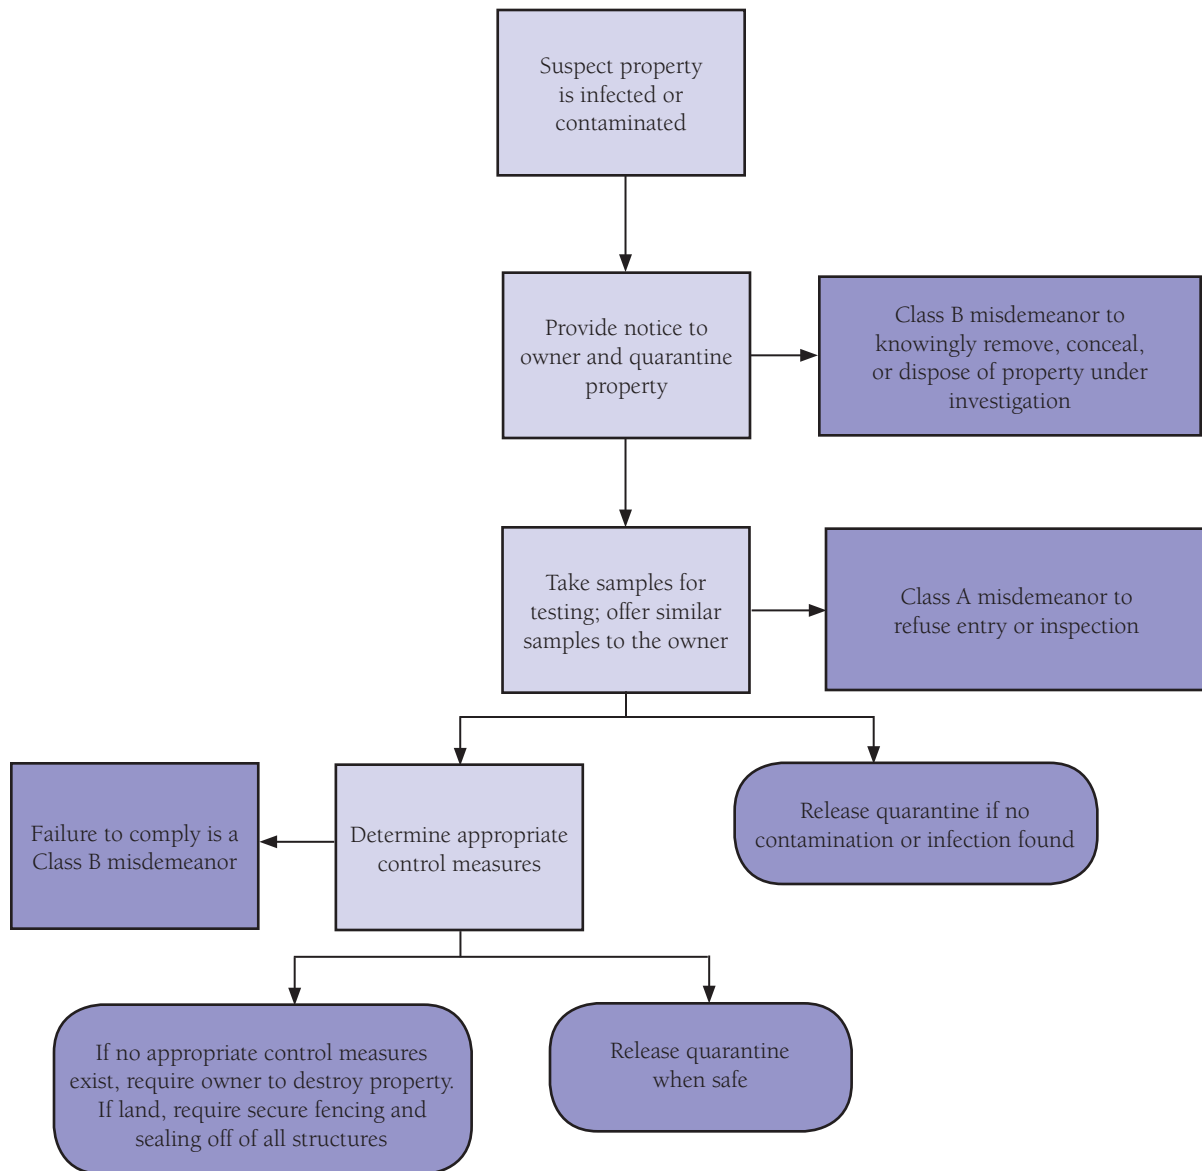 Suspect property
is infected or
contaminated
Provide notice to
owner and quarantine
property
Class B misdemeanor to
knowingly remove, conceal,
or dispose of property under
investigation
Take samples for
testing; offer similar
samples to the owner
Class A misdemeanor to
refuse entry or inspection
Failure to comply is a
Class B misdemeanor
Determine appropriate
control measures
Release quarantine if no
contamination or infection found
If no appropriate control measures
exist, require owner to destroy property.
If land, require secure fencing and
sealing off of all structures
Release quarantine
when safe